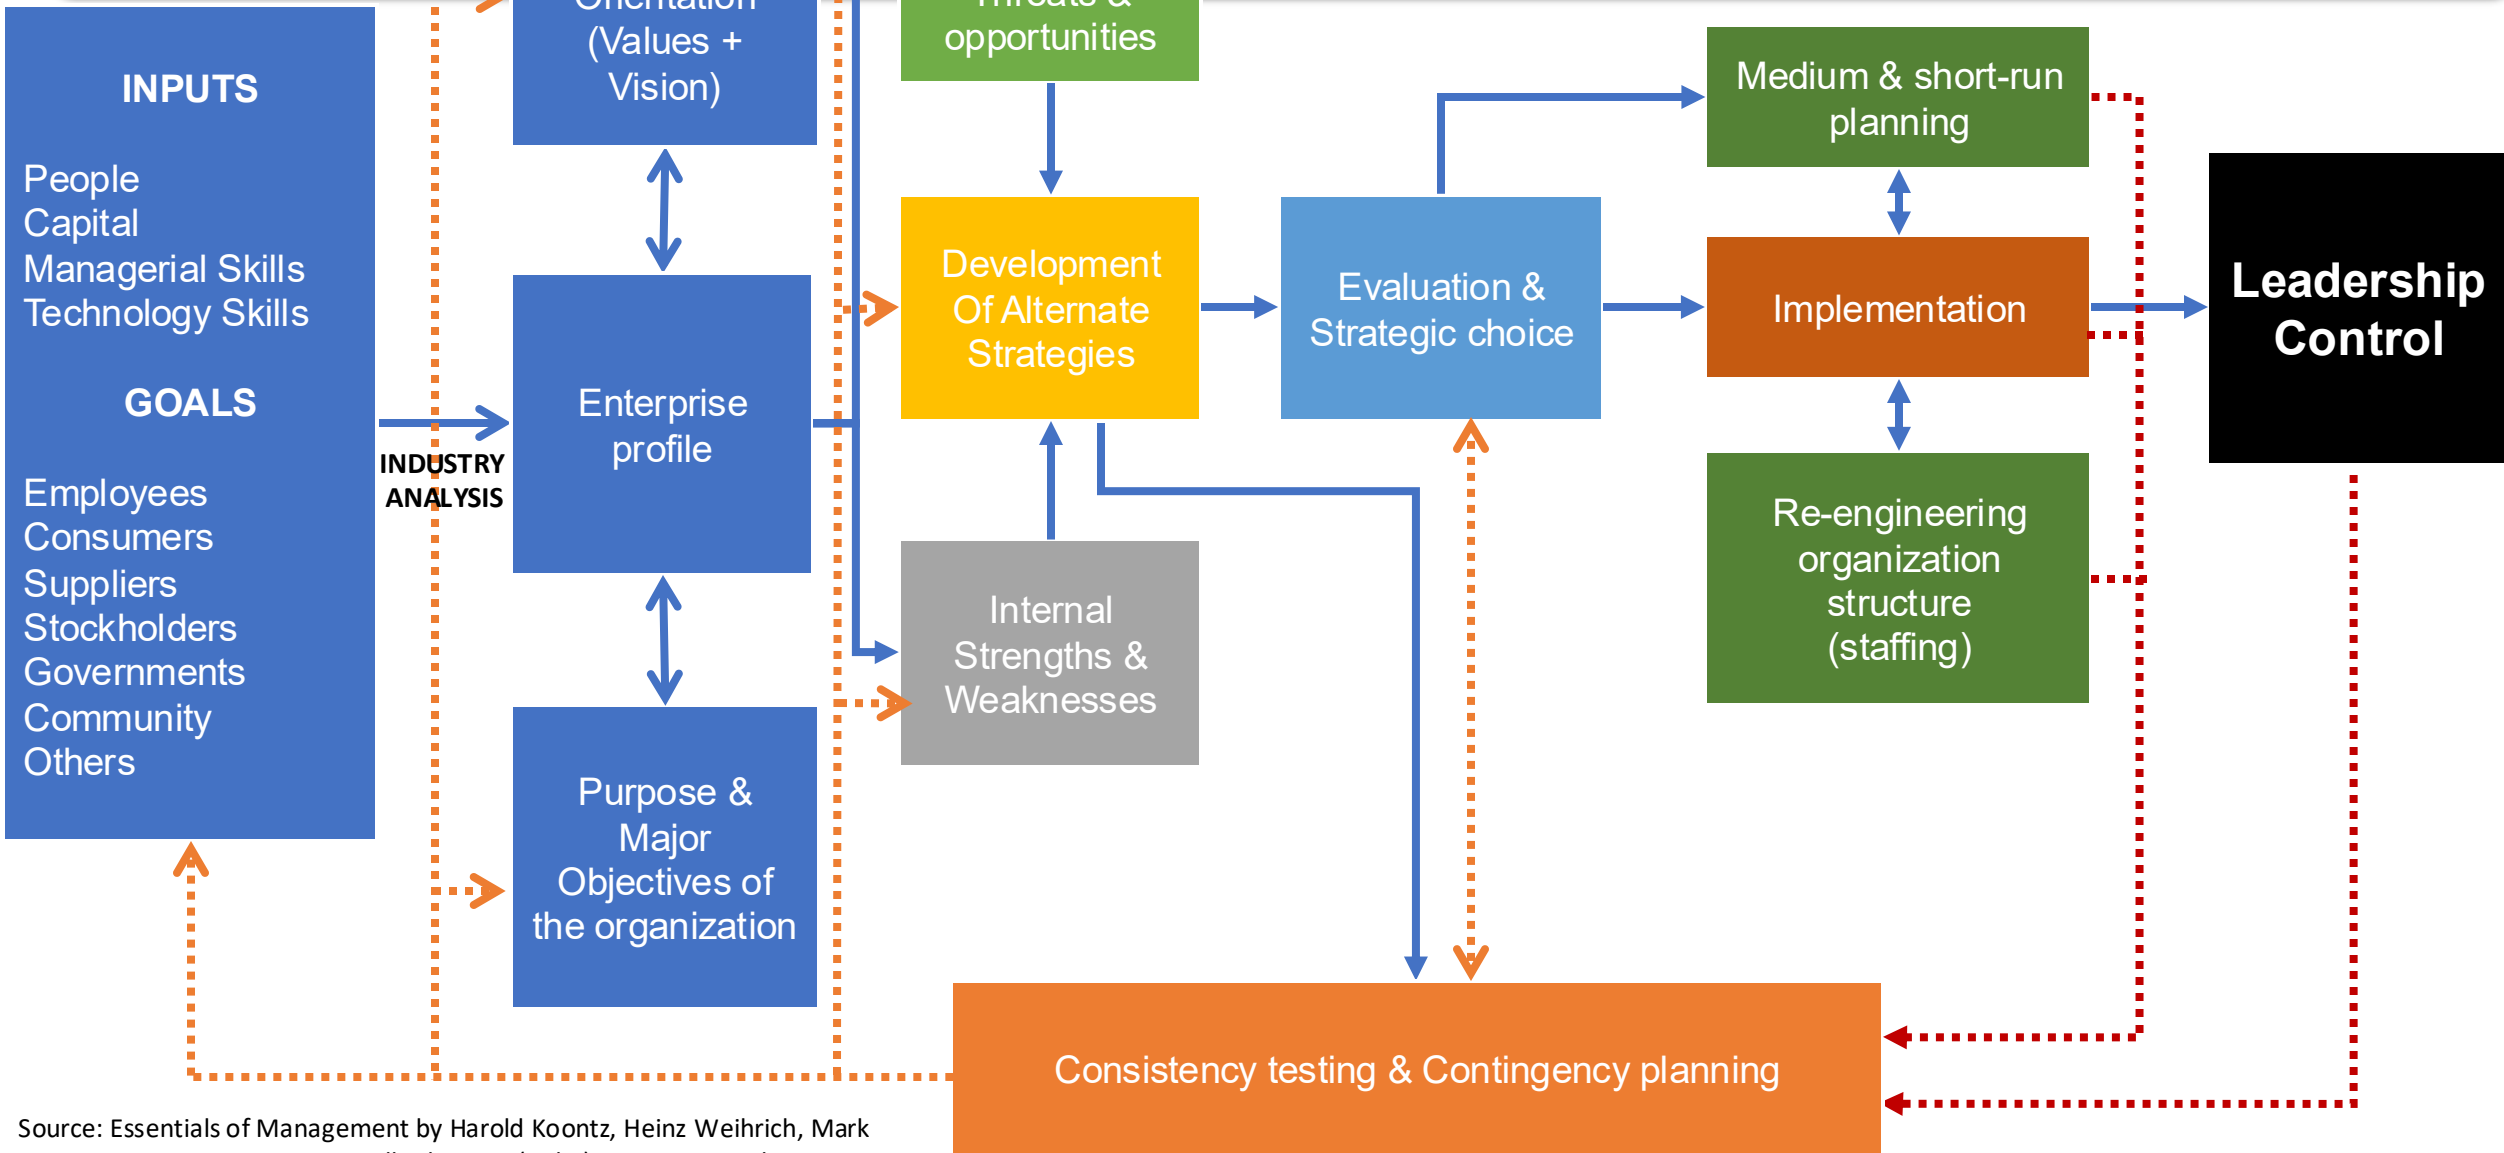 INPUTS
People
Capital
Managerial Skills
Technology Skills
GOALS
Employees
Consumers
Suppliers
Stockholders
Governments
Community
Others
INDUSTRY
ANALYSIS
Orientation
(Values +
Vision)
Enterprise
profile
Purpose &
Major
Objectives of
the organization
Threats &
opportunities
Development
Of Alternate
Strategies
Internal
Strengths &
Weaknesses
Evaluation &
Strategic choice
Medium & short-run
planning
Implementation
Re-engineering
organization
structure
(staffing)
Leadership
Control
Consistency testing & Contingency planning
Source: Essentials of Management by Harold Koontz, Heinz Weihrich, Mark